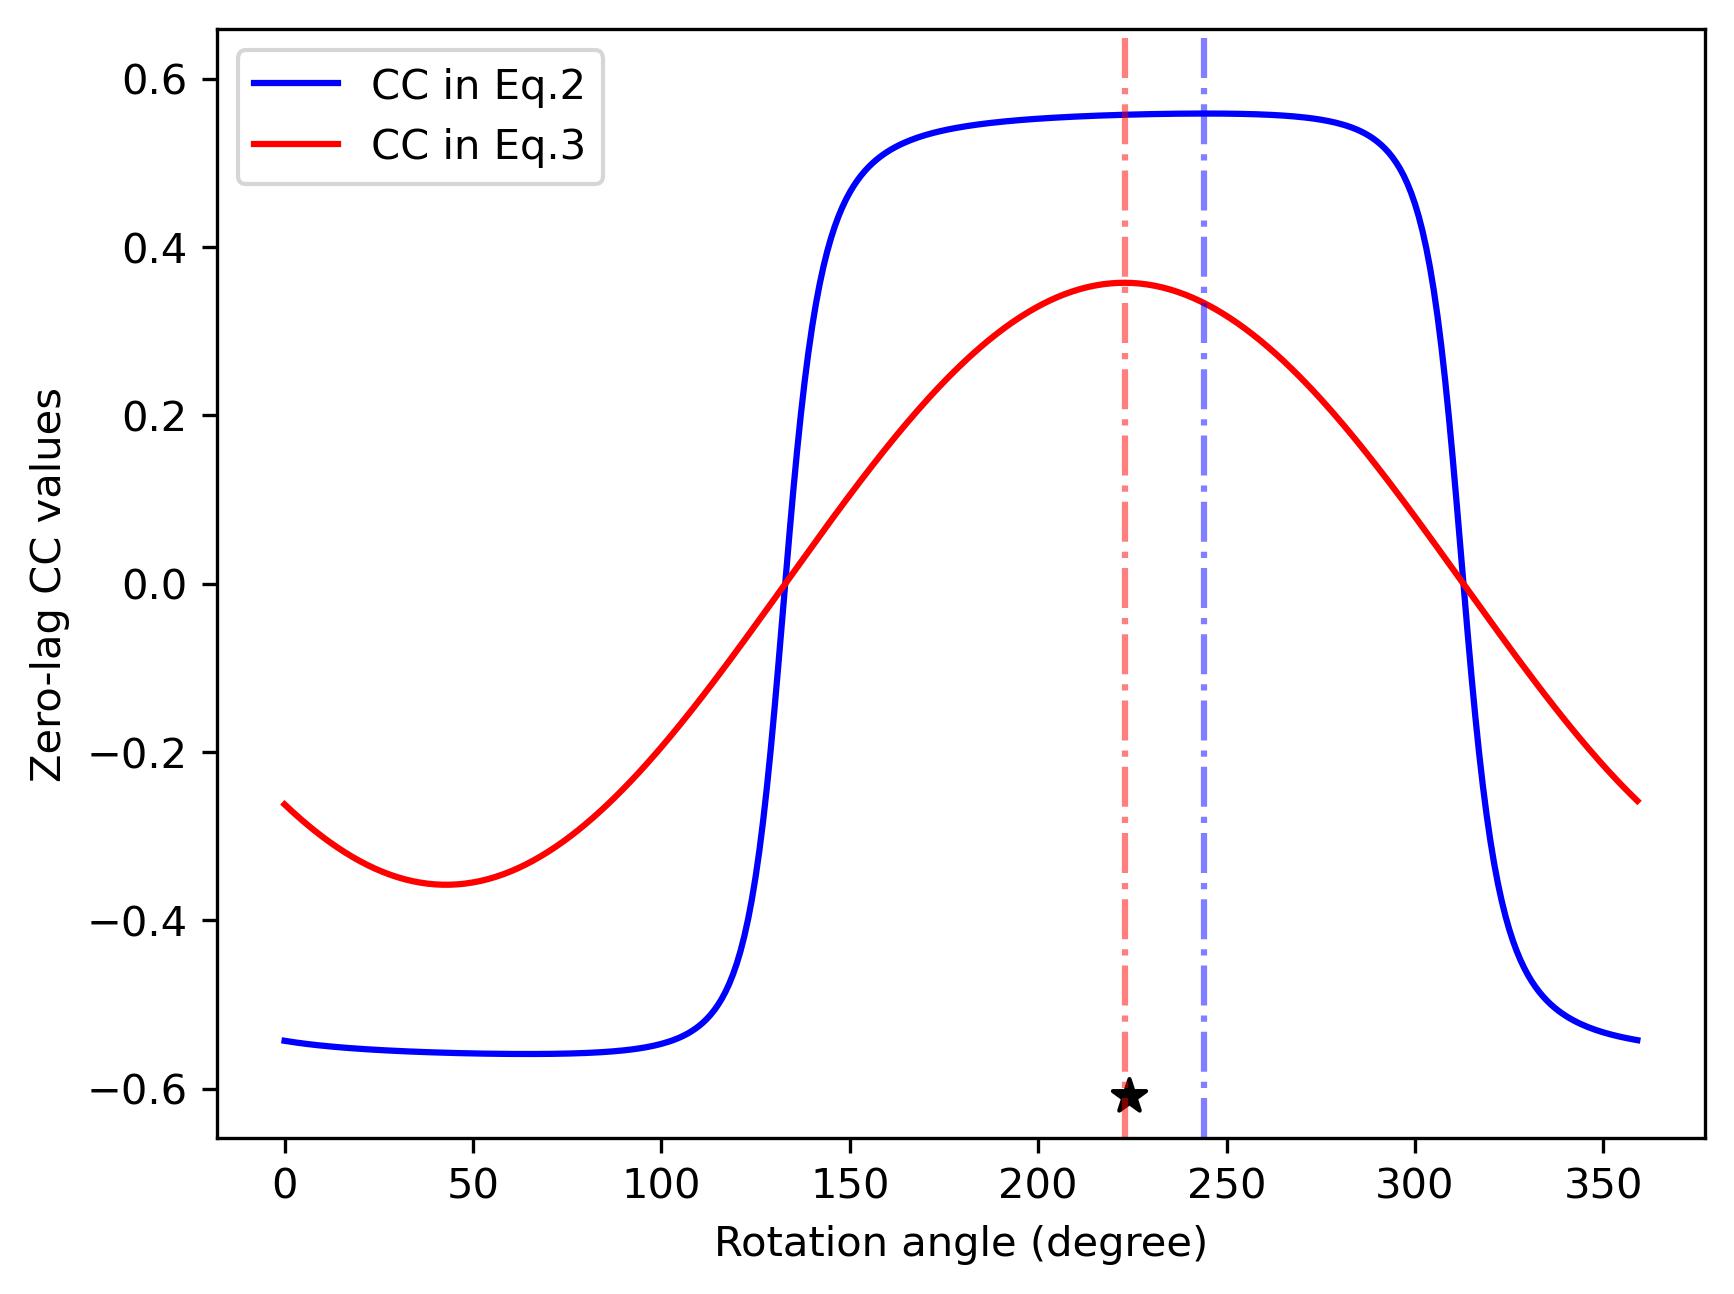 CC in Eq.2
CC in Eq.3
Zero-lag CC values
0.6
0.4
0.2
0.0
−0.2
−0.4
−0.6
0 50 100 150 200 250 300 350
Rotation angle (degree)